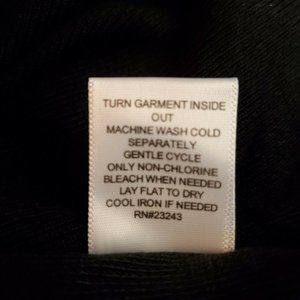 TURN GARMENT INSIDE
OUT
MACHINE WASH COLD
SEPARATELY
GENTLE CYCLE
ONLY NON-CHLORINE
BLEACH WHEN NEEDED
LAY FLAT TO DRY
COOL IRON IF NEEDED
RN#23243